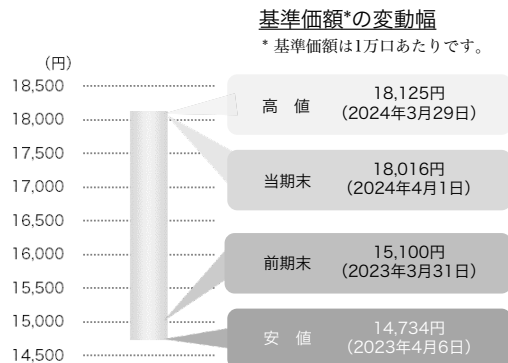 基準価額*の変動幅
* 基準価額は1万口あたりです。
(円)
18,500
18,000
17,500
17,000
16,500
16,000
15,500
15,000
14,500
高 値
18,125円
(2024年3月29日)
当期末
18,016円
(2024年4月1日)
前期末
15,100円
(2023年3月31日)
安 値
14,734円
(2023年4月6日)